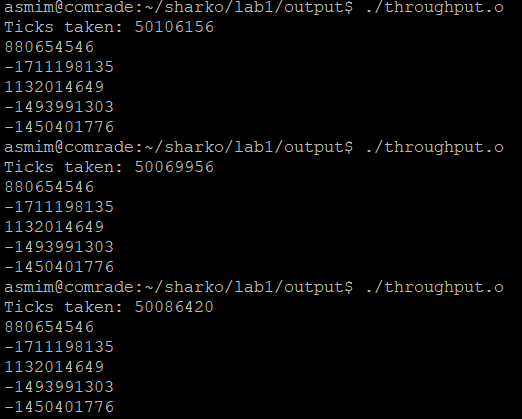 asmim@comrade:~/sharko/lab1/output$ ./throughput.o
Ticks taken: 50106156
880654546
-1711198135
1132014649
-1493991303
-1450401776
asmim@comrade:~/sharko/lab1/output$ ./throughput.o
Ticks taken: 50069956
880654546
-1711198135
1132014649
-1493991303
-1450401776
asmim@comrade:~/sharko/lab1/output$ ./throughput.o
Ticks taken: 50086420
880654546
-1711198135
1132014649
-1493991303
-1450401776